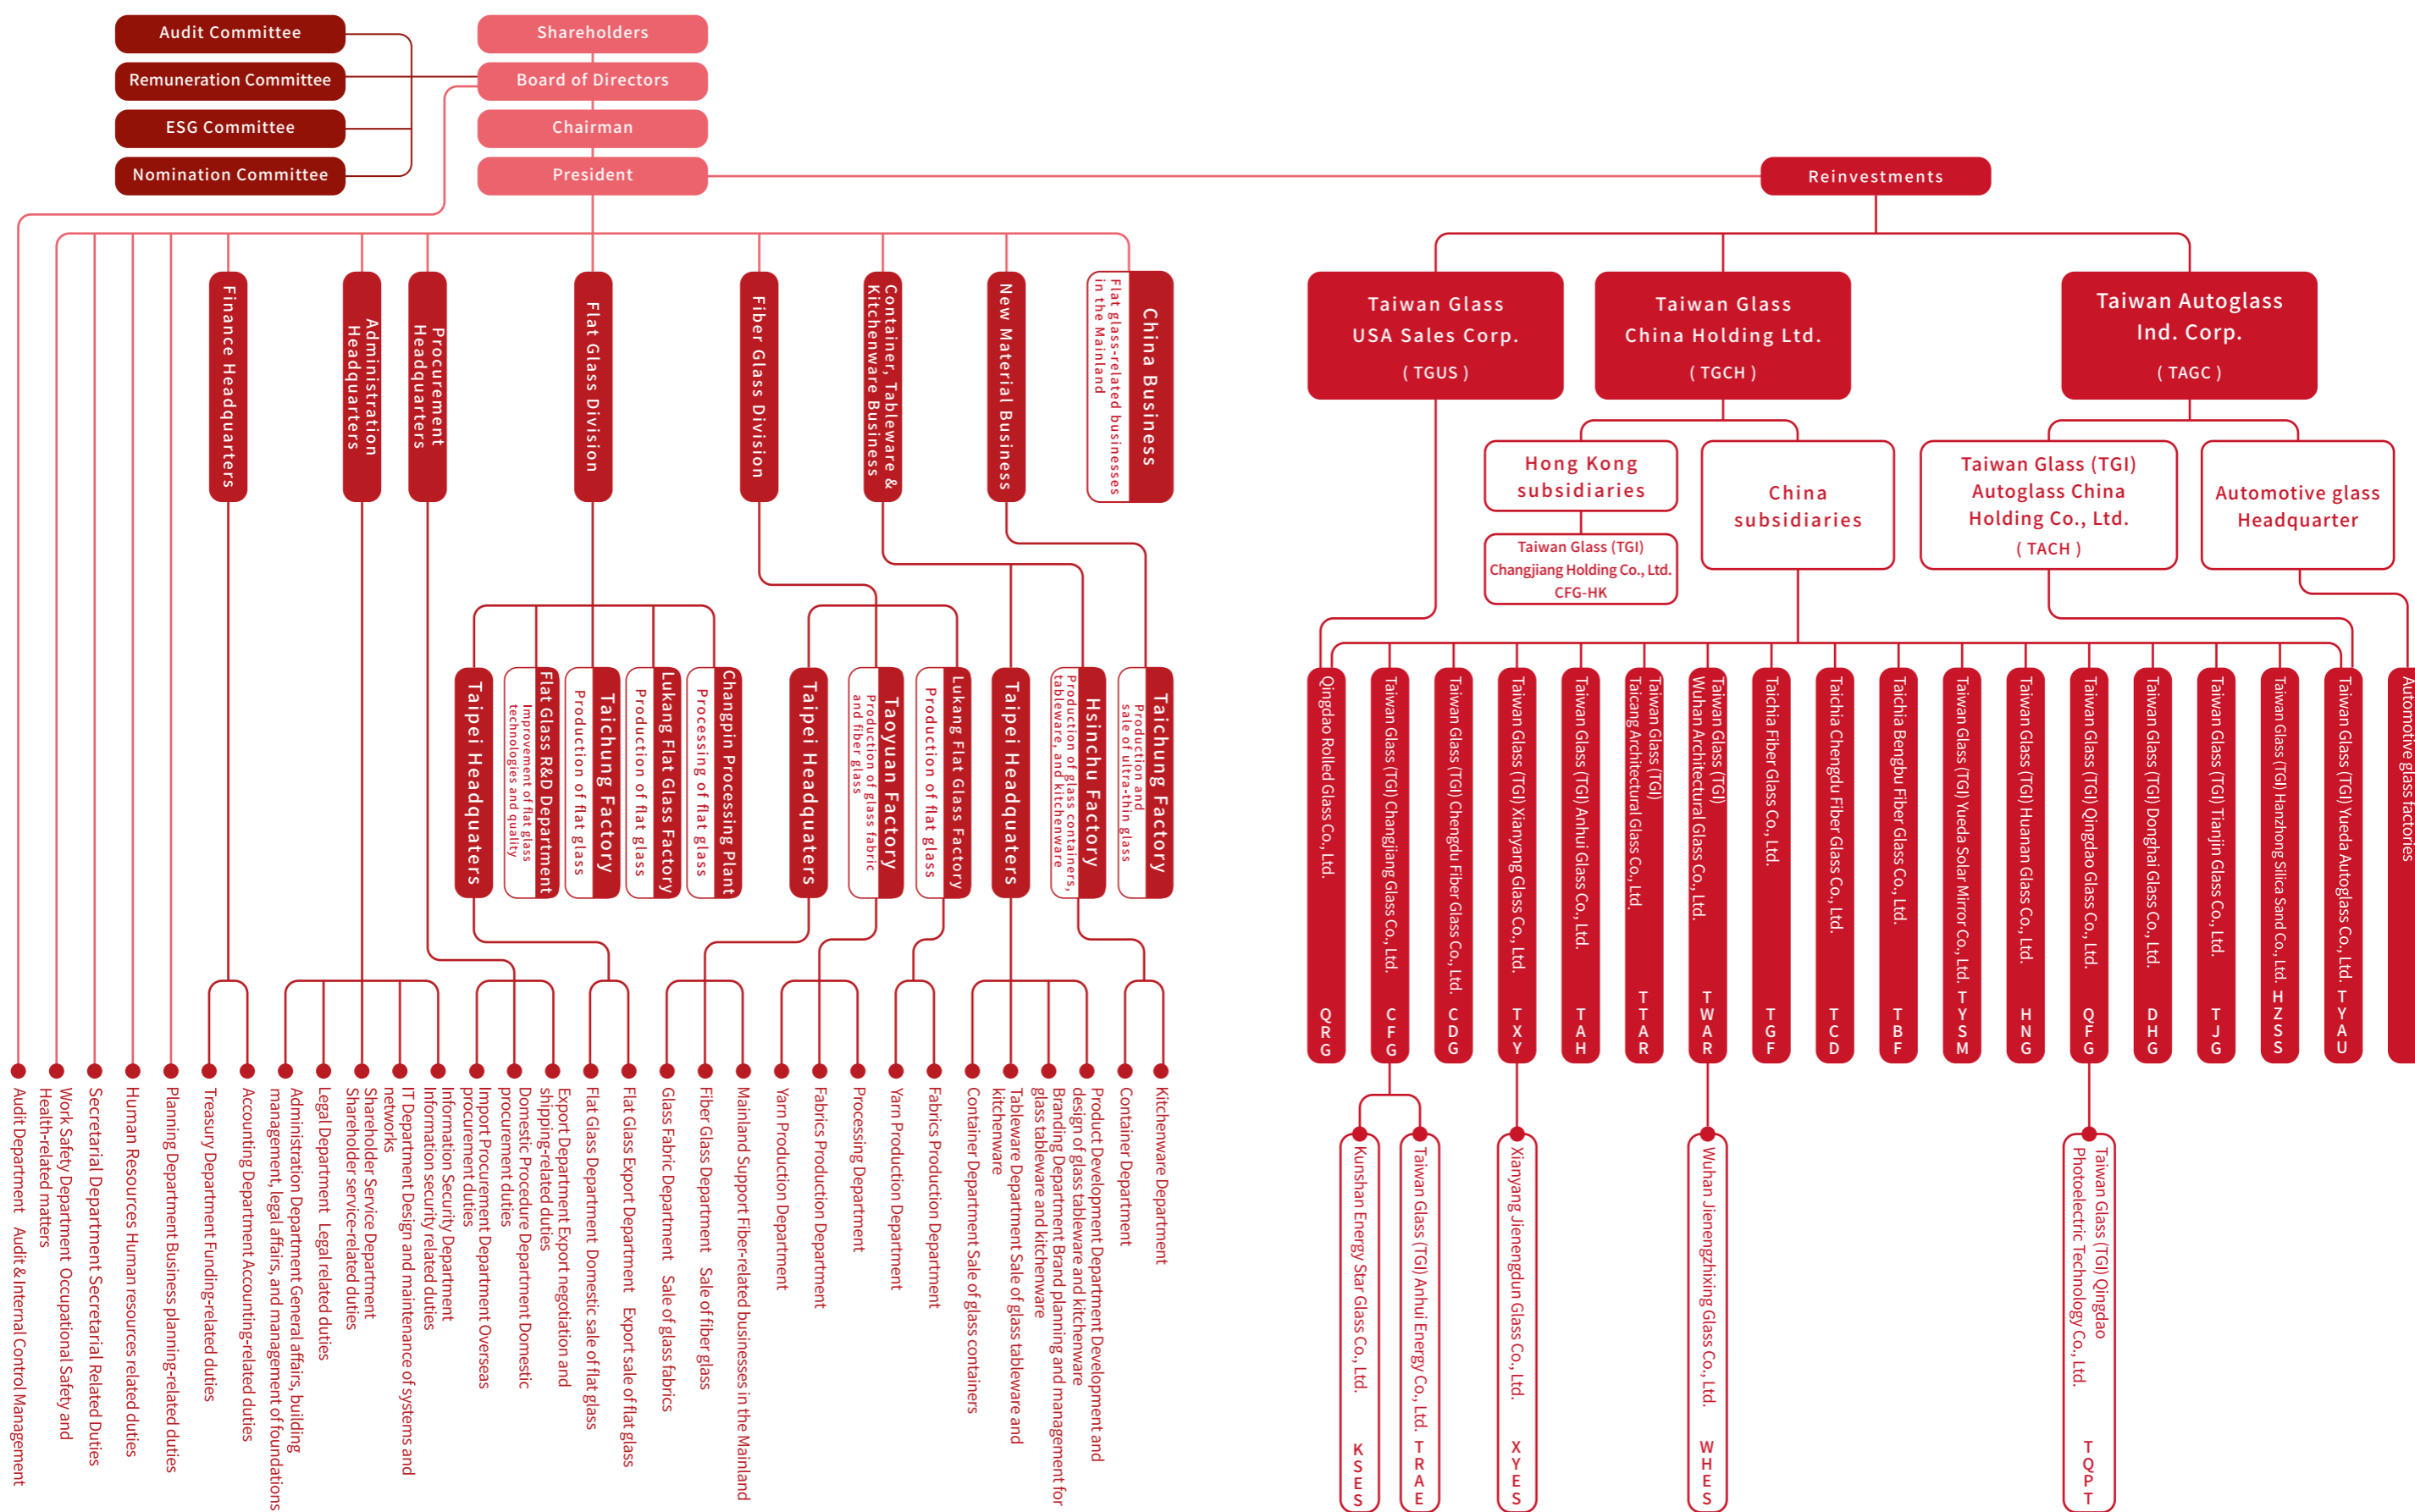 Audit Committee
Remuneration Committee
ESG Committee
Nomination Committee
Shareholders
Board of Directors
Chairman
President
Reinvestments
Finance Headquarters
Administration
Headquarters
Procurement
Headquarters
Flat Glass Division
Fiber Glass Division
Container, Tableware &
Kitchenware Business
New Material Business
China Business
Flat glass-related businesses
in the Mainland
Taiwan Glass
USA Sales Corp.
( TGUS )
Taiwan Glass
China Holding Ltd.
( TGCH )
Taiwan Autoglass
Ind. Corp.
( TAGC )
Hong Kong
subsidiaries
Taiwan Glass (TGI)
Changjiang Holding Co., Ltd.
CFG-HK
China
subsidiaries
Taiwan Glass (TGI)
Autoglass China
Holding Co., Ltd.
( TACH )
Automotive glass
Headquarter
Taipei Headquaters
Flat Glass R&D Department
Improvement of flat glass
technologies and quality
Taichung Factory
Production of flat glass
Lukang Flat Glass Factory
Production of flat glass
Changpin Processing Plant
Processing of flat glass
Taipei Headquaters
Taoyuan Factory
Production of glass fabric
and fiber glass
Lukang Flat Glass Factory
Production of flat glass
Taipei Headquaters
Hsinchu Factory
Production of glass containers,
tableware, and kitchenware
Taichung Factory
Production and
sale of ultra-thin glass
Qingdao Rolled Glass Co., Ltd. QRG
Taiwan Glass (TGI) Changjiang Glass Co., Ltd. CFG
Taiwan Glass (TGI) Chengdu Fiber Glass Co., Ltd. CDG
Taiwan Glass (TGI) Xianyang Glass Co., Ltd. TXY
Taiwan Glass (TGI) Anhui Glass Co., Ltd. TAH
Taiwan Glass (TGI)
Taicang Architectural Glass Co., Ltd. TTAR
Taiwan Glass (TGI)
Wuhan Architectural Glass Co., Ltd. TWAR
Taichia Fiber Glass Co., Ltd. TGF
Taichia Chengdu Fiber Glass Co., Ltd. TCD
Taichia Bengbu Fiber Glass Co., Ltd. TBF
Taiwan Glass (TGI) Yueda Solar Mirror Co., Ltd. TYSM
Taiwan Glass (TGI) Huanan Glass Co., Ltd. HNG
Taiwan Glass (TGI) Qingdao Glass Co., Ltd. QFG
Taiwan Glass (TGI) Donghai Glass Co., Ltd. DHG
Taiwan Glass (TGI) Tianjin Glass Co., Ltd. TJG
Taiwan Glass (TGI) Hanzhong Silica Sand Co., Ltd. HZSS
Taiwan Glass (TGI) Yueda Autoglass Co., Ltd. TYAU
Automotive glass factories
Audit Department Audit & Internal Control Management
Work Safety Department Occupational Safety and
Health-related matters
Secretarial Department Secretarial Related Duties
Human Resources Human resources related duties
Planning Department Business planning-related duties
Treasury Department Funding-related duties
Accounting Department Accounting-related duties
Administration Department General affairs, building
management, legal affairs, and management of foundations
Legal Department Legal related duties
Shareholder Service Department
Shareholder service-related duties
IT Department Design and maintenance of systems and
networks
Information Security Department
Information security related duties
Import Procurement Department Overseas
procurement duties
Domestic Procedure Department Domestic
procurement duties
Export Department Export negotiation and
shipping-related duties
Flat Glass Department Domestic sale of flat glass
Flat Glass Export Department Export sale of flat glass
Glass Fabric Department Sale of glass fabrics
Fiber Glass Department Sale of fiber glass
Mainland Support Fiber-related businesses in the Mainland
Yarn Production Department
Fabrics Production Department
Processing Department
Yarn Production Department
Fabrics Production Department
Container Department Sale of glass containers
Tableware Department Sale of glass tableware and
kitchenware
Branding Department Brand planning and management for
glass tableware and kitchenware
Product Development Department Development and
design of glass tableware and kitchenware
Container Department
Kitchenware Department
Kunshan Energy Star Glass Co., Ltd. KSES
Taiwan Glass (TGI) Anhui Energy Co., Ltd. TRAE
Xianyang Jienengdun Glass Co., Ltd. XYES
Wuhan Jienengzhixing Glass Co., Ltd. WHES
Taiwan Glass (TGI) Qingdao
Photoelectric Technology Co., Ltd. TQPT